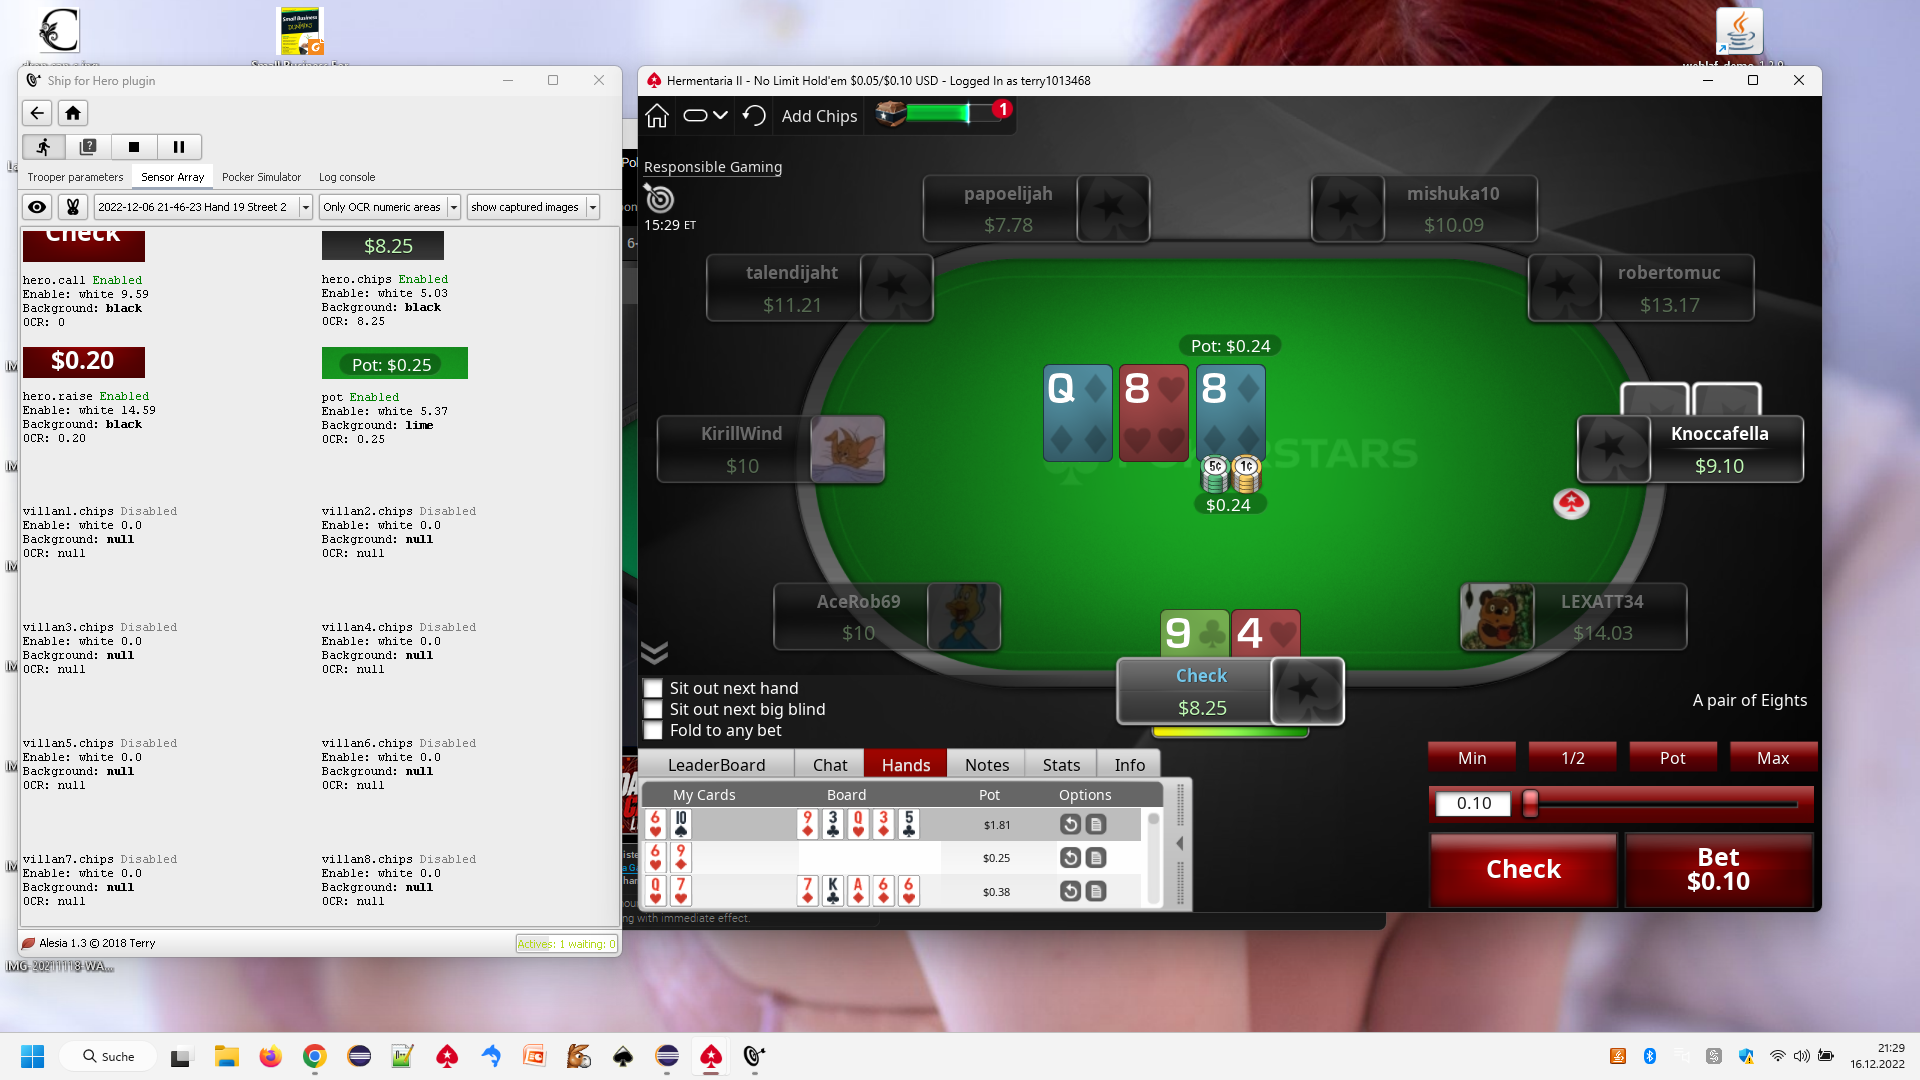 Small Business
DUMMIES
Ship for Hero plugin
Trooper parameters
Sensor Array
Pocker Simulator
Log console
2022-12-06 21-46-23 Hand 19 Street 2
Only OCR numeric areas
show captured images
Check
$8.25
hero.call Enabled
Enable: white 9.59
Background: black
OCR: 0
hero.chips Enabled
Enable: white 5.03
Background: black
OCR: 8.25
$0.20
Pot: $0.25
hero.raise Enabled
Enable: white 14.59
Background: black
OCR: 0.20
pot Enabled
Enable: white 5.37
Background: lime
OCR: 0.25
villan1.chips Disabled
Enable: white 0.0
Background: null
OCR: null
villan2.chips Disabled
Enable: white 0.0
Background: null
OCR: null
villan3.chips Disabled
Enable: white 0.0
Background: null
OCR: null
villan4.chips Disabled
Enable: white 0.0
Background: null
OCR: null
villan5.chips Disabled
Enable: white 0.0
Background: null
OCR: null
villan6.chips Disabled
Enable: white 0.0
Background: null
OCR: null
villan7.chips Disabled
Enable: white 0.0
Background: null
OCR: null
villan8.chips Disabled
Enable: white 0.0
Background: null
OCR: null
Alesia 1.3 © 2018 Terry
Actives: 1 waiting: 0
IMG-20211118-WA...
Hermentaria II - No Limit Hold'em $0.05/$0.10 USD - Logged In as terry1013468
Add Chips
1
Responsible Gaming
15:29 ET
papoelijah
$7.78
mishuka10
$10.09
talendijaht
$11.21
robertomuc
$13.17
Pot: $0.24
Q 8 8
KirillWind
$10
Knoccafella
$9.10
STARS
5¢ 1¢
$0.24
AceRob69
$10
LEXATT34
$14.03
9 4
Check
$8.25
Sit out next hand
Sit out next big blind
Fold to any bet
A pair of Eights
LeaderBoard
Chat
Hands
Notes
Stats
Info
My Cards
Board
Pot
Options
6 10 9 3 Q 3 5 $1.81
6 9 $0.25
Q 7 7 K A 6 6 $0.38
Min
1/2
Pot
Max
0.10
Check
Bet
$0.10
ng with immediate effect.
Suche
21:29
16.12.2022